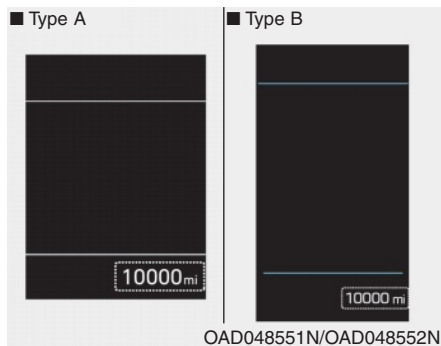 ■ Type A
■ Type B
10000 mi
10000 mi
OAD048551N/OAD048552N